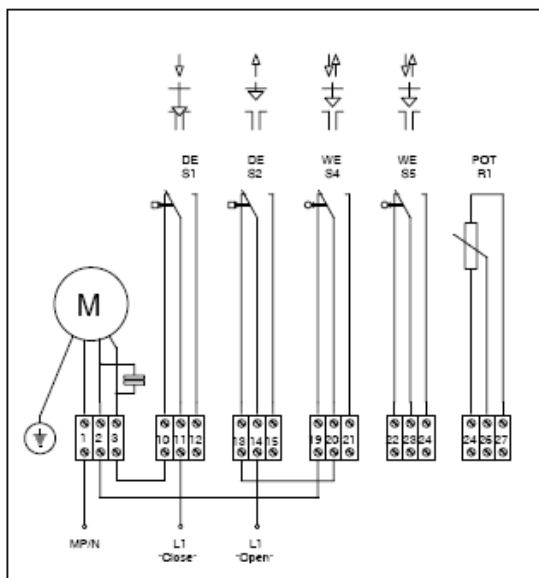 DE DE WE WE POT
S1 S2 S4 S5 R1
M
1 2 3 10 11 12 13 14 15 19 20 21 22 23 24 24 26 27
MP/N L1 L1
"Close" "Open"